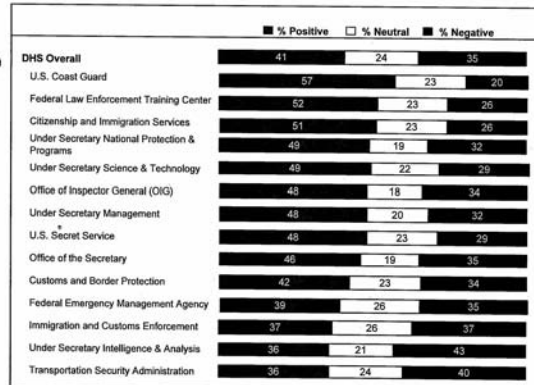 % Positive % Neutral % Negative
DHS Overall 41 24 35
U.S. Coast Guard 57 23 20
Federal Law Enforcement Training Center 52 23 26
Citizenship and Immigration Services 51 23 26
Under Secretary National Protection &
Programs 49 19 32
Under Secretary Science & Technology 49 22 29
Office of Inspector General (OIG) 48 18 34
Under Secretary Management 48 20 32
U.S. Secret Service 48 23 29
Office of the Secretary 46 19 35
Customs and Border Protection 42 23 34
Federal Emergency Management Agency 39 26 35
Immigration and Customs Enforcement 37 26 37
Under Secretary Intelligence & Analysis 36 21 43
Transportation Security Administration 36 24 40